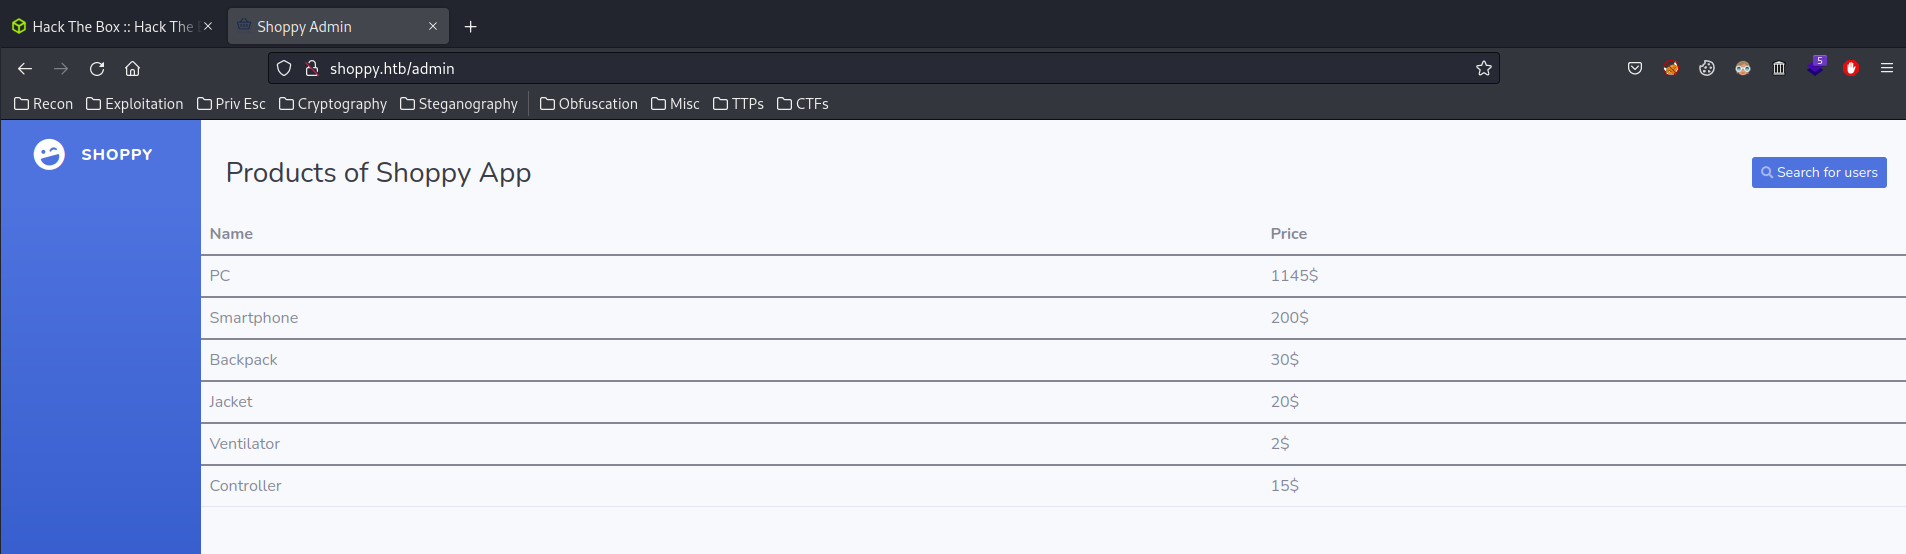 Hack The Box :: Hack The Shoppy Admin
shoppy.htb/admin 5
Recon Exploitation Priv Esc Cryptography Steganography Obfuscation Misc TTPs CTFs
SHOPPY
Products of Shoppy App Search for users
Name Price
PC 1145$
Smartphone 200$
Backpack 30$
Jacket 20$
Ventilator 2$
Controller 15$